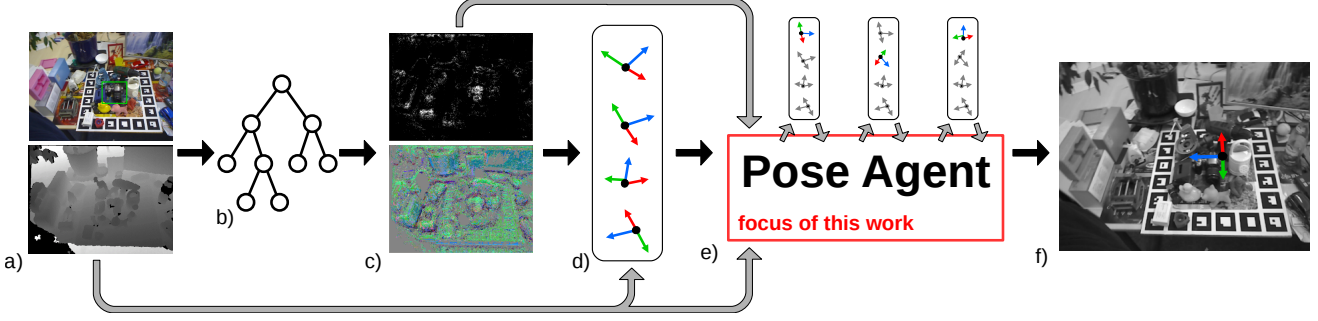 a)
b)
c)
d)
e)
Pose Agent
focus of this work
f)